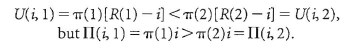 U(i, 1) = π(1)[R(1) − i] < π(2)[R(2) − i] = U(i, 2),
but Π(i, 1) = π(1)i > π(2)i = Π(i, 2).